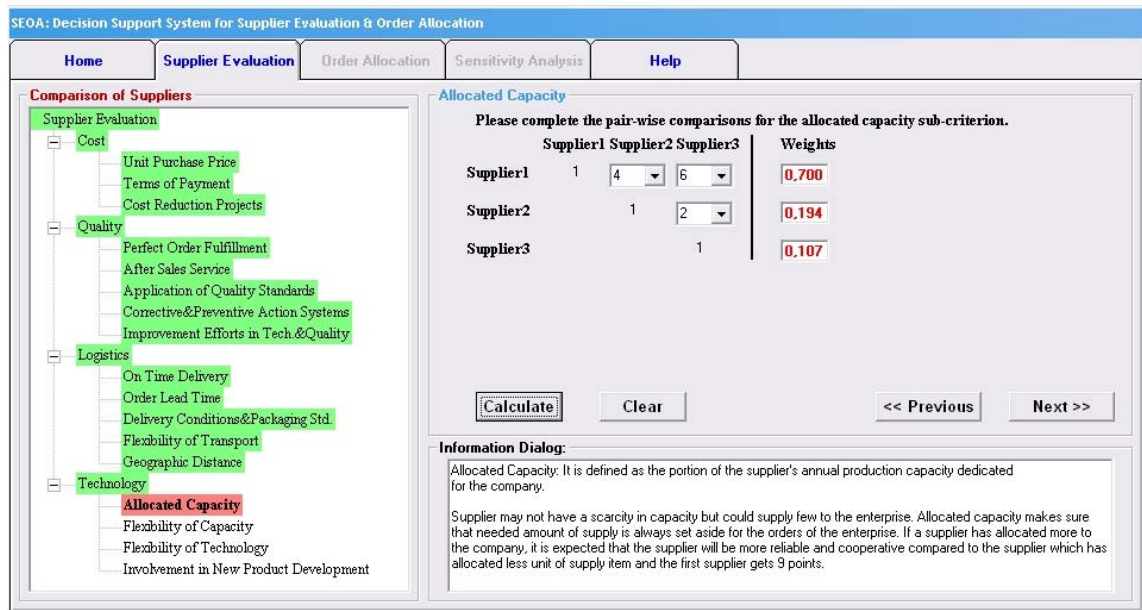 SEOA: Decision Support System for Supplier Evaluation & Order Allocation
Home Supplier Evaluation Order Allocation Sensitivity Analysis Help
Comparison of Suppliers
Supplier Evaluation
Cost
Unit Purchase Price
Terms of Payment
Cost Reduction Projects
Quality
Perfect Order Fulfillment
After Sales Service
Application of Quality Standards
Corrective&Preventive Action Systems
Improvement Efforts in Tech.&Quality
Logistics
On Time Delivery
Order Lead Time
Delivery Conditions&Packaging Std.
Flexibility of Transport
Geographic Distance
Technology
Allocated Capacity
Flexibility of Capacity
Flexibility of Technology
Involvement in New Product Development
Allocated Capacity
Please complete the pair-wise comparisons for the allocated capacity sub-criterion.
Supplier1 Supplier2 Supplier3 Weights
Supplier1 1 4 6 0,700
Supplier2 1 2 0,194
Supplier3 1 0,107
Calculate Clear << Previous Next >>
Information Dialog:
Allocated Capacity: It is defined as the portion of the supplier's annual production capacity dedicated
for the company.
Supplier may not have a scarcity in capacity but could supply few to the enterprise. Allocated capacity makes sure
that needed amount of supply is always set aside for the orders of the enterprise. If a supplier has allocated more to
the company, it is expected that the supplier will be more reliable and cooperative compared to the supplier which has
allocated less unit of supply item and the first supplier gets 9 points.